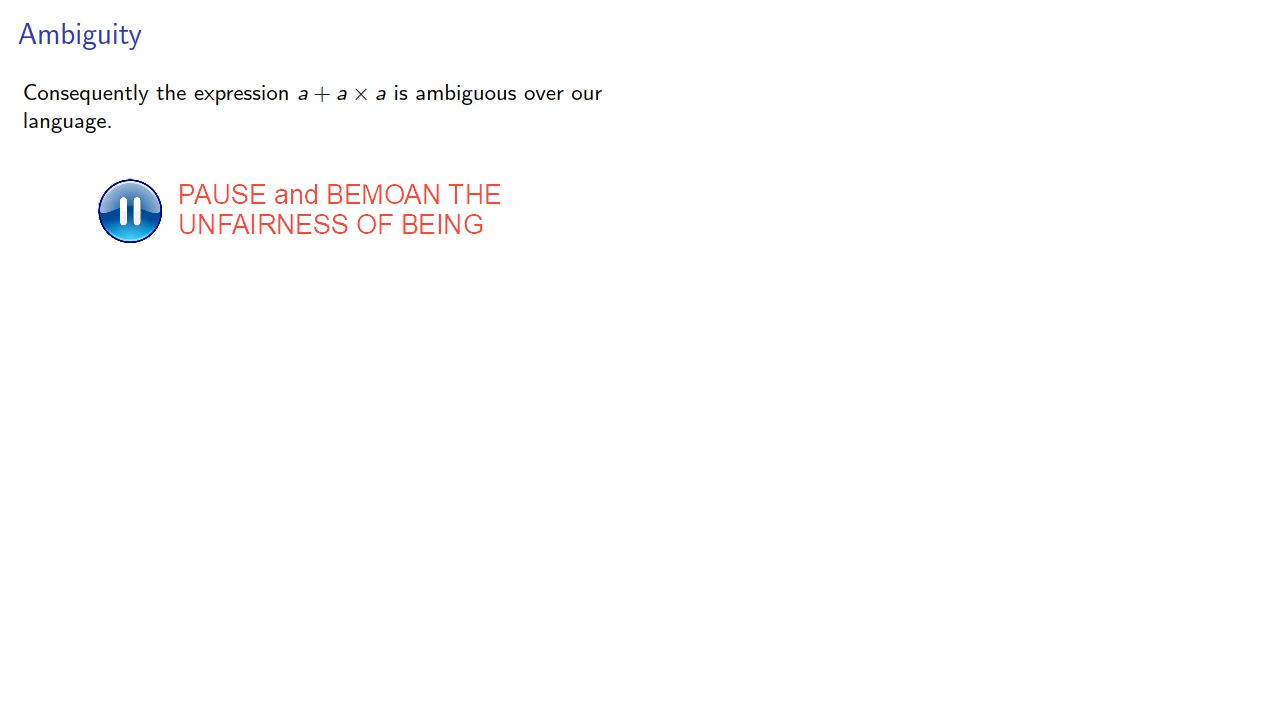 Ambiguity
Consequently the expression a + a × a is ambiguous over our
language.
PAUSE and BEMOAN THE
UNFAIRNESS OF BEING